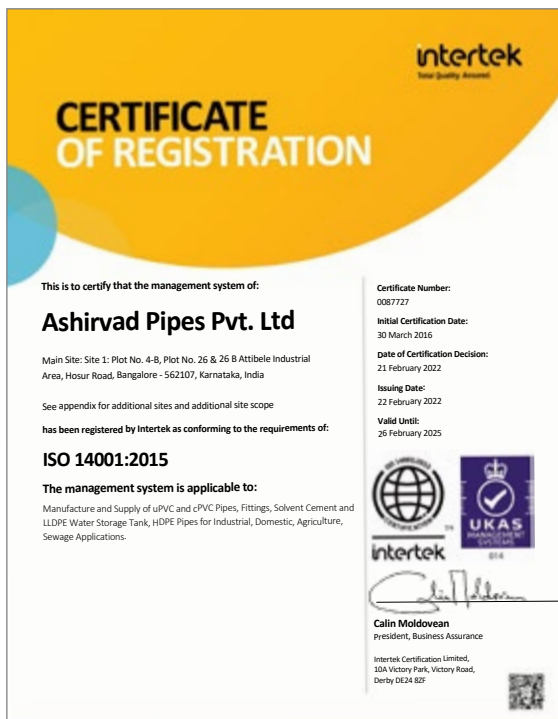 intertek
Total Quality. Assured.
CERTIFICATE
OF REGISTRATION
This is to certify that the management system of:
Ashirvad Pipes Pvt. Ltd
Main Site: Site 1: Plot No. 4-B, Plot No. 26 & 26 B Attibele Industrial
Area, Hosur Road, Bangalore - 562107, Karnataka, India
See appendix for additional sites and additional site scope
has been registered by Intertek as conforming to the requirements of:
ISO 14001:2015
The management system is applicable to:
Manufacture and Supply of uPVC and cPVC Pipes, Fittings, Solvent Cement and
LLDPE Water Storage Tank, HDPE Pipes for Industrial, Domestic, Agriculture,
Sewage Applications.
Certificate Number:
0087727
Initial Certification Date:
30 March 2016
Date of Certification Decision:
21 February 2022
Issuing Date:
22 February 2022
Valid Until:
26 February 2025
ISO 14001:2015
CERTIFICATION
TM
intertek
UKAS
MANAGEMENT
SYSTEMS
014
Calin Moldovean
Calin Moldovean
President, Business Assurance
Intertek Certification Limited,
10A Victory Park, Victory Road,
Derby DE24 8ZF